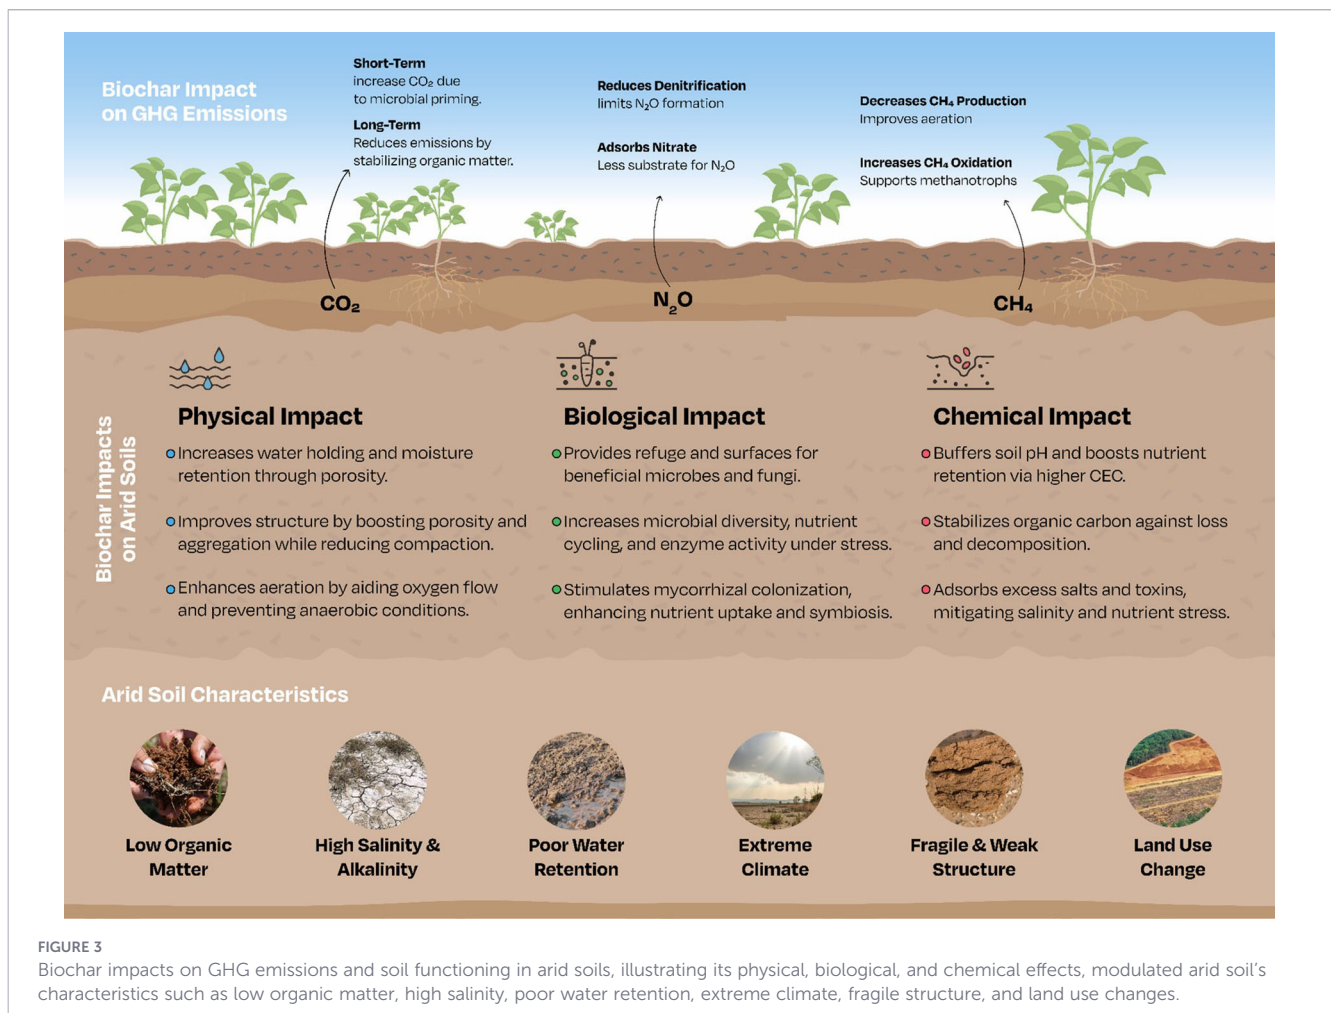 Biochar Impact
on GHG Emissions
Short-Term
increase CO₂ due
to microbial priming.
Long-Term
Reduces emissions by
stabilizing organic matter.
Reduces Denitrification
limits N₂O formation
Adsorbs Nitrate
Less substrate for N₂O
Decreases CH₄ Production
Improves aeration
Increases CH₄ Oxidation
Supports methanotrophs
CO₂
N₂O
CH₄
Biochar Impacts
on Arid Soils
Physical Impact
Increases water holding and moisture
retention through porosity.
Improves structure by boosting porosity and
aggregation while reducing compaction.
Enhances aeration by aiding oxygen flow
and preventing anaerobic conditions.
Biological Impact
Provides refuge and surfaces for
beneficial microbes and fungi.
Increases microbial diversity, nutrient
cycling, and enzyme activity under stress.
Stimulates mycorrhizal colonization,
enhancing nutrient uptake and symbiosis.
Chemical Impact
Buffers soil pH and boosts nutrient
retention via higher CEC.
Stabilizes organic carbon against loss
and decomposition.
Adsorbs excess salts and toxins,
mitigating salinity and nutrient stress.
Arid Soil Characteristics
Low Organic
Matter
High Salinity &
Alkalinity
Poor Water
Retention
Extreme
Climate
Fragile & Weak
Structure
Land Use
Change
FIGURE 3
Biochar impacts on GHG emissions and soil functioning in arid soils, illustrating its physical, biological, and chemical effects, modulated arid soil's
characteristics such as low organic matter, high salinity, poor water retention, extreme climate, fragile structure, and land use changes.